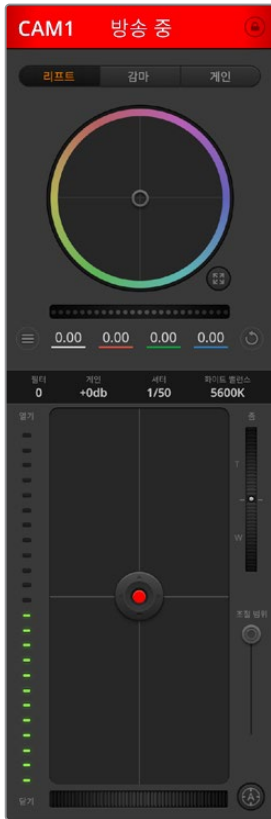 CAM1 방송 중
리프트 감마 게인
0.00 0.00 0.00 0.00
필터 게인 셔터 화이트 밸런스
0 +0db 1/50 5600K
열기 줌
T
W
조절 범위
닫기 A